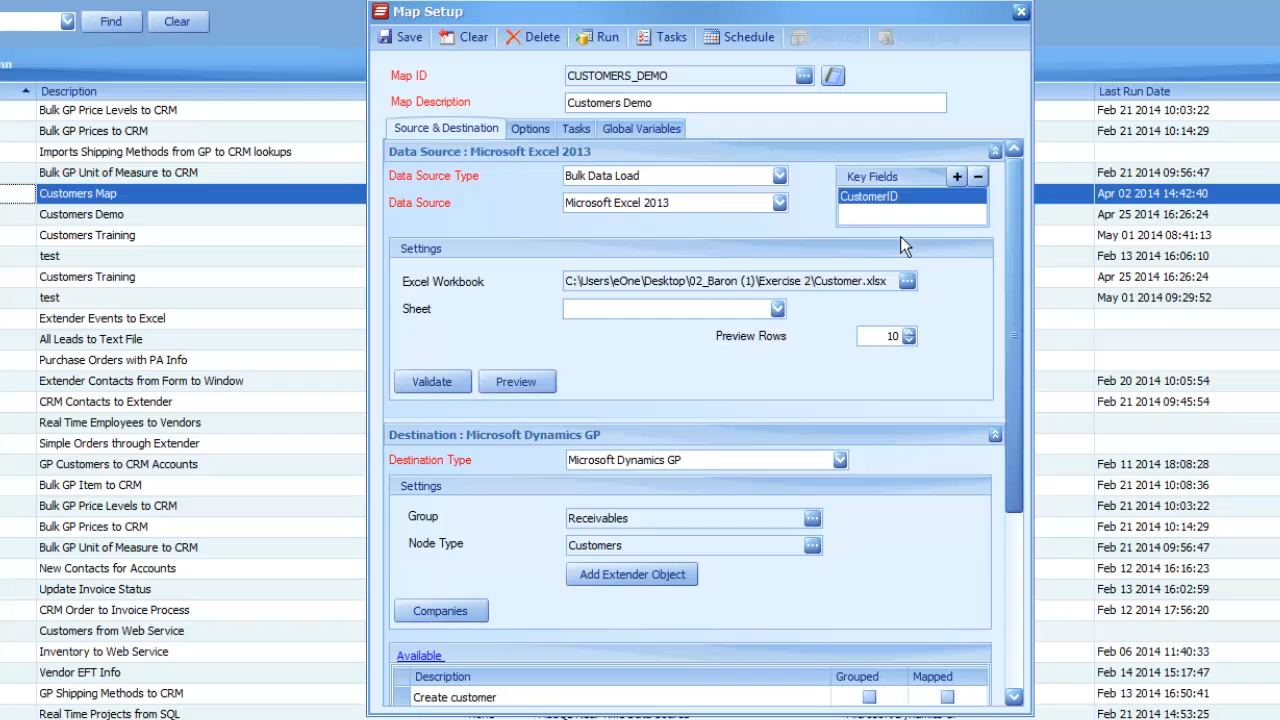 Find
Clear
Description
Last Run Date
Bulk GP Price Levels to CRM
Feb 21 2014 10:03:22
Bulk GP Prices to CRM
Feb 21 2014 10:14:29
Imports Shipping Methods from GP to CRM lookups
Bulk GP Unit of Measure to CRM
Feb 21 2014 09:56:47
Customers Map
Apr 02 2014 14:42:40
Customers Demo
Apr 25 2014 16:26:24
Customers Training
May 01 2014 08:41:13
test
Feb 13 2014 16:06:10
Customers Training
Apr 25 2014 16:26:24
test
May 01 2014 09:29:52
Extender Events to Excel
All Leads to Text File
Purchase Orders with PA Info
Extender Contacts from Form to Window
Feb 20 2014 10:05:54
CRM Contacts to Extender
Feb 21 2014 09:45:54
Real Time Employees to Vendors
Simple Orders through Extender
GP Customers to CRM Accounts
Feb 11 2014 18:08:28
Bulk GP Item to CRM
Feb 21 2014 10:08:36
Bulk GP Price Levels to CRM
Feb 21 2014 10:03:22
Bulk GP Prices to CRM
Feb 21 2014 10:14:29
Bulk GP Unit of Measure to CRM
Feb 21 2014 09:56:47
New Contacts for Accounts
Feb 12 2014 16:16:23
Update Invoice Status
Feb 13 2014 16:02:59
CRM Order to Invoice Process
Feb 12 2014 17:56:20
Customers from Web Service
Inventory to Web Service
Feb 06 2014 11:40:33
Vendor EFT Info
Feb 14 2014 15:17:47
GP Shipping Methods to CRM
Feb 13 2014 16:50:41
Real Time Projects from SQL
Feb 21 2014 14:53:25
Map Setup
Save Clear Delete Run Tasks Schedule
Map ID CUSTOMERS_DEMO
Map Description Customers Demo
Source & Destination Options Tasks Global Variables
Data Source : Microsoft Excel 2013
Data Source Type Bulk Data Load
Key Fields + -
Data Source Microsoft Excel 2013
CustomerID
Settings
Excel Workbook C:\Users\eOne\Desktop\02_Baron (1)\Exercise 2\Customer.xlsx
Sheet
Preview Rows 10
Validate Preview
Destination : Microsoft Dynamics GP
Destination Type Microsoft Dynamics GP
Settings
Group Receivables
Node Type Customers
Add Extender Object
Companies
Available
Description Grouped Mapped
Create customer